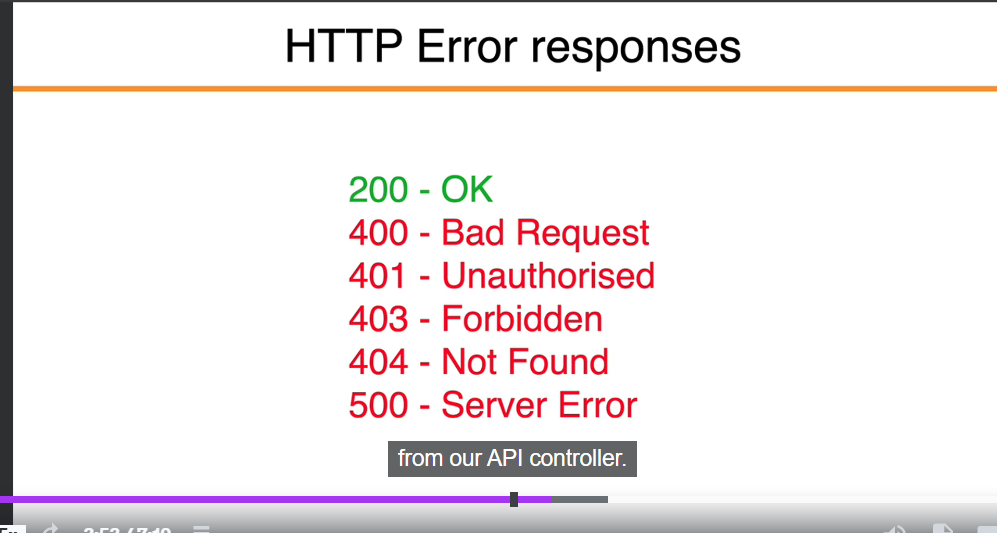 HTTP Error responses
200 - OK
400 - Bad Request
401 - Unauthorised
403 - Forbidden
404 - Not Found
500 - Server Error
from our API controller.